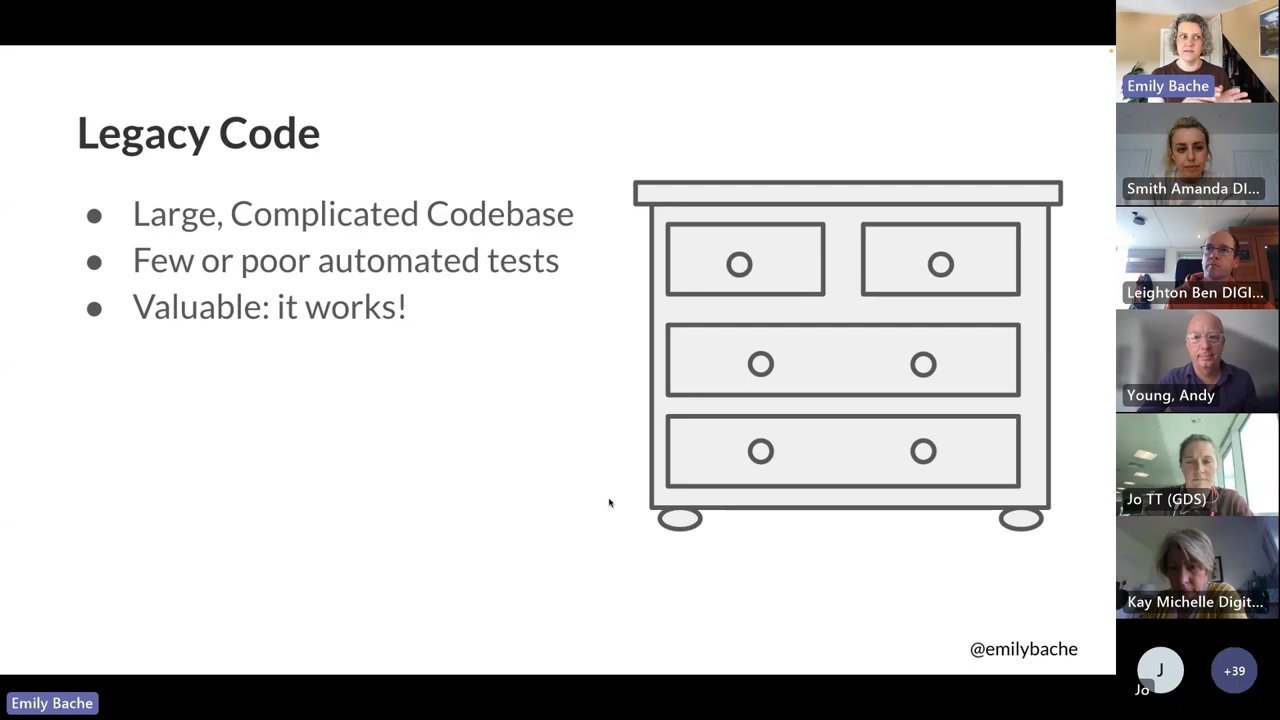 Legacy Code
● Large, Complicated Codebase
● Few or poor automated tests
● Valuable: it works!
@emilybache
Emily Bache
Emily Bache
Smith Amanda DI...
Leighton Ben DIGI...
Young, Andy
Jo TT (GDS)
Kay Michelle Digit...
J
Jo
+39